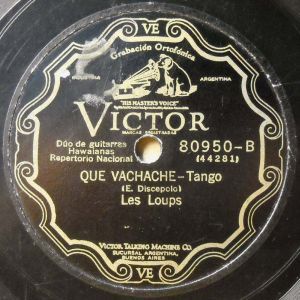 VE
Grabación Ortofónica
INDUSTRIA ARGENTINA
"HIS MASTER'S VOICE"
VICTOR
MARCAS REGISTRADAS
Dúo de guitarras
Hawaianas
Repertorio Nacional
80950-B
(44281)
QUE VACHACHE-Tango
(E. Discepolo)
Les Loups
VICTOR TALKING MACHINE CO.
SUCURSAL ARGENTINA,
BUENOS AIRES
VE